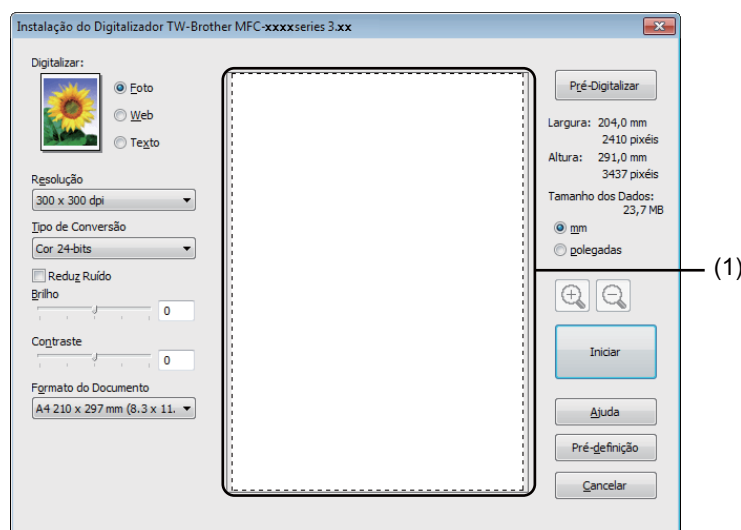 Instalação do Digitalizador TW-Brother MFC-xxxxseries 3.xx
Digitalizar:
Foto
Web
Texto
Resolução
300 x 300 dpi
Tipo de Conversão
Cor 24-bits
Reduz Ruído
Brilho
0
Contraste
0
Formato do Documento
A4 210 x 297 mm (8.3 x 11.
Pré-Digitalizar
Largura: 204,0 mm
2410 pixéis
Altura: 291,0 mm
3437 pixéis
Tamanho dos Dados:
23,7 MB
mm
polegadas
(1)
Iniciar
Ajuda
Pré-definição
Cancelar